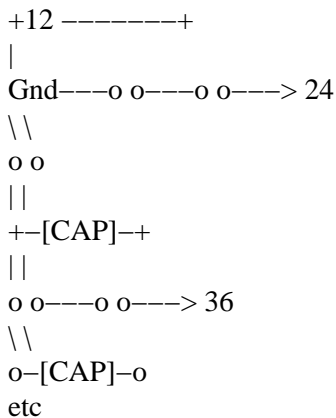 +12 −−−−−−−+
|
Gnd−−−o o−−−o o−−−> 24
\ \
o o
| |
+−[CAP]−+
| |
o o−−−o o−−−> 36
\ \
o−[CAP]−o
etc